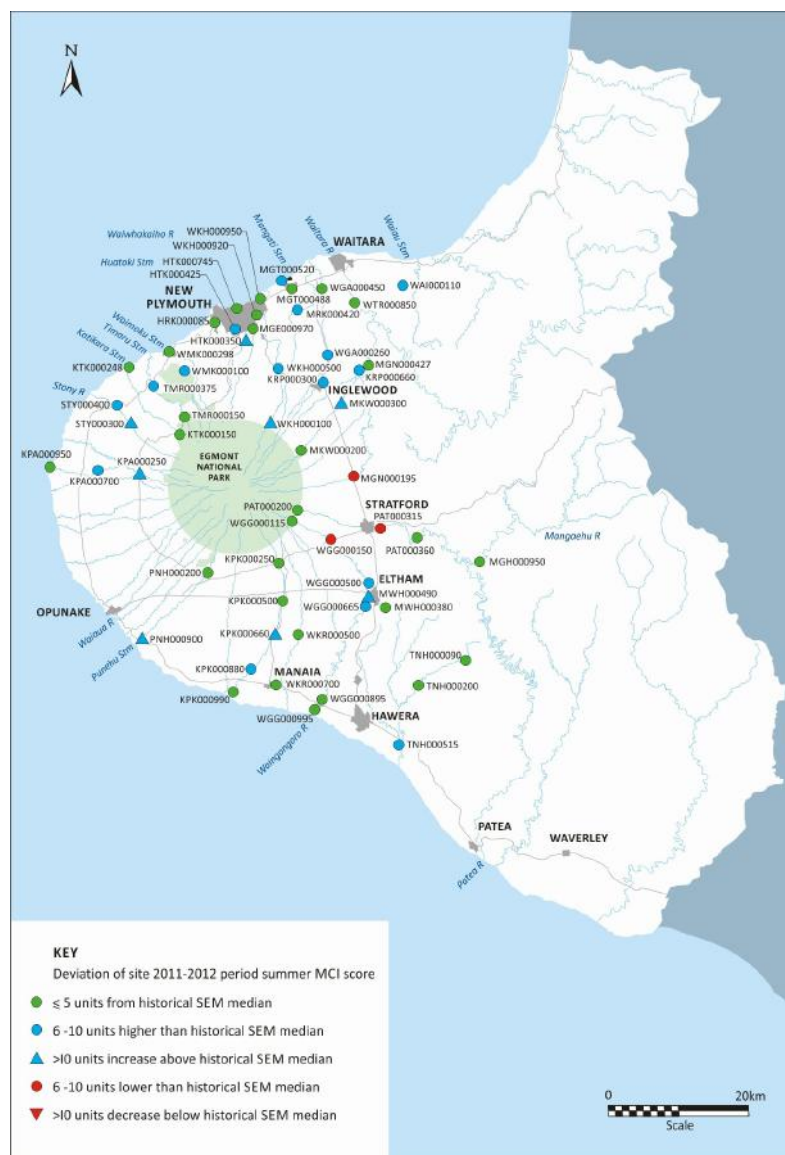 N
WKH000950
Waiwhakaiho R
WKH000920
Mangati Stm
Waitara R
Waiau Stm
HTK000745
Huatoki Stm
HTK000425
WAITARA
MGT000520
NEW
PLYMOUTH
WGA000450
WAI000110
MGT000488
WTR000850
MRK000420
HRK000085
MGE000970
HTK000350
Waimoku Stm
Timaru Stm
Katikara Stm
WMK000298
WGA000260
MGN000427
KTK000248
WMK000100
WKH000500
KRP000300
KRP000660
TMR000375
INGLEWOOD
Stony R
STY000400
MKW000300
TMR000150
STY000300
WKH000100
KTK000150
KPA000950
EGMONT
NATIONAL
PARK
MKW000200
KPA000250
KPA000700
MGN000195
PAT000200
STRATFORD
PAT000315
WGG000115
Mangaehu R
WGG000150
PAT000360
KPK000250
MGH000950
PNH000200
WGG000500
ELTHAM
MWH000490
KPK000500
WGG000665
MWH000380
OPUNAKE
Waiaua R
PNH000900
KPK000660
WKR000500
Punehu Stm
TNH000090
KPK000880
MANAIA
WKR000700
TNH000200
KPK000990
WGG000895
WGG000995
HAWERA
Waingongoro R
TNH000515
PATEA
WAVERLEY
Patea R
KEY
Deviation of site 2011-2012 period summer MCI score
≤ 5 units from historical SEM median
6 -10 units higher than historical SEM median
>10 units increase above historical SEM median
6 -10 units lower than historical SEM median
>10 units decrease below historical SEM median
0 20km
Scale